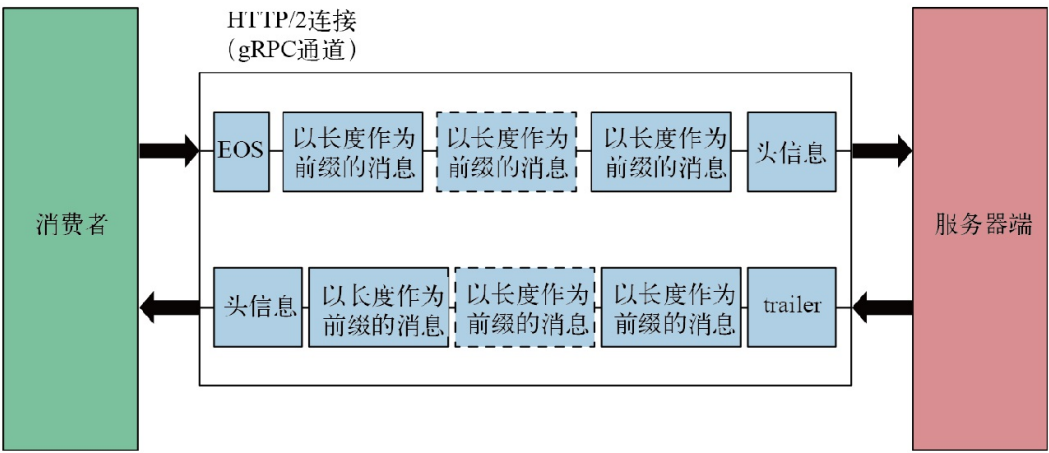 HTTP/2连接
（gRPC通道）
消费者
EOS
以长度作为
前缀的消息
以长度作为
前缀的消息
以长度作为
前缀的消息
头信息
头信息
以长度作为
前缀的消息
以长度作为
前缀的消息
以长度作为
前缀的消息
trailer
服务器端